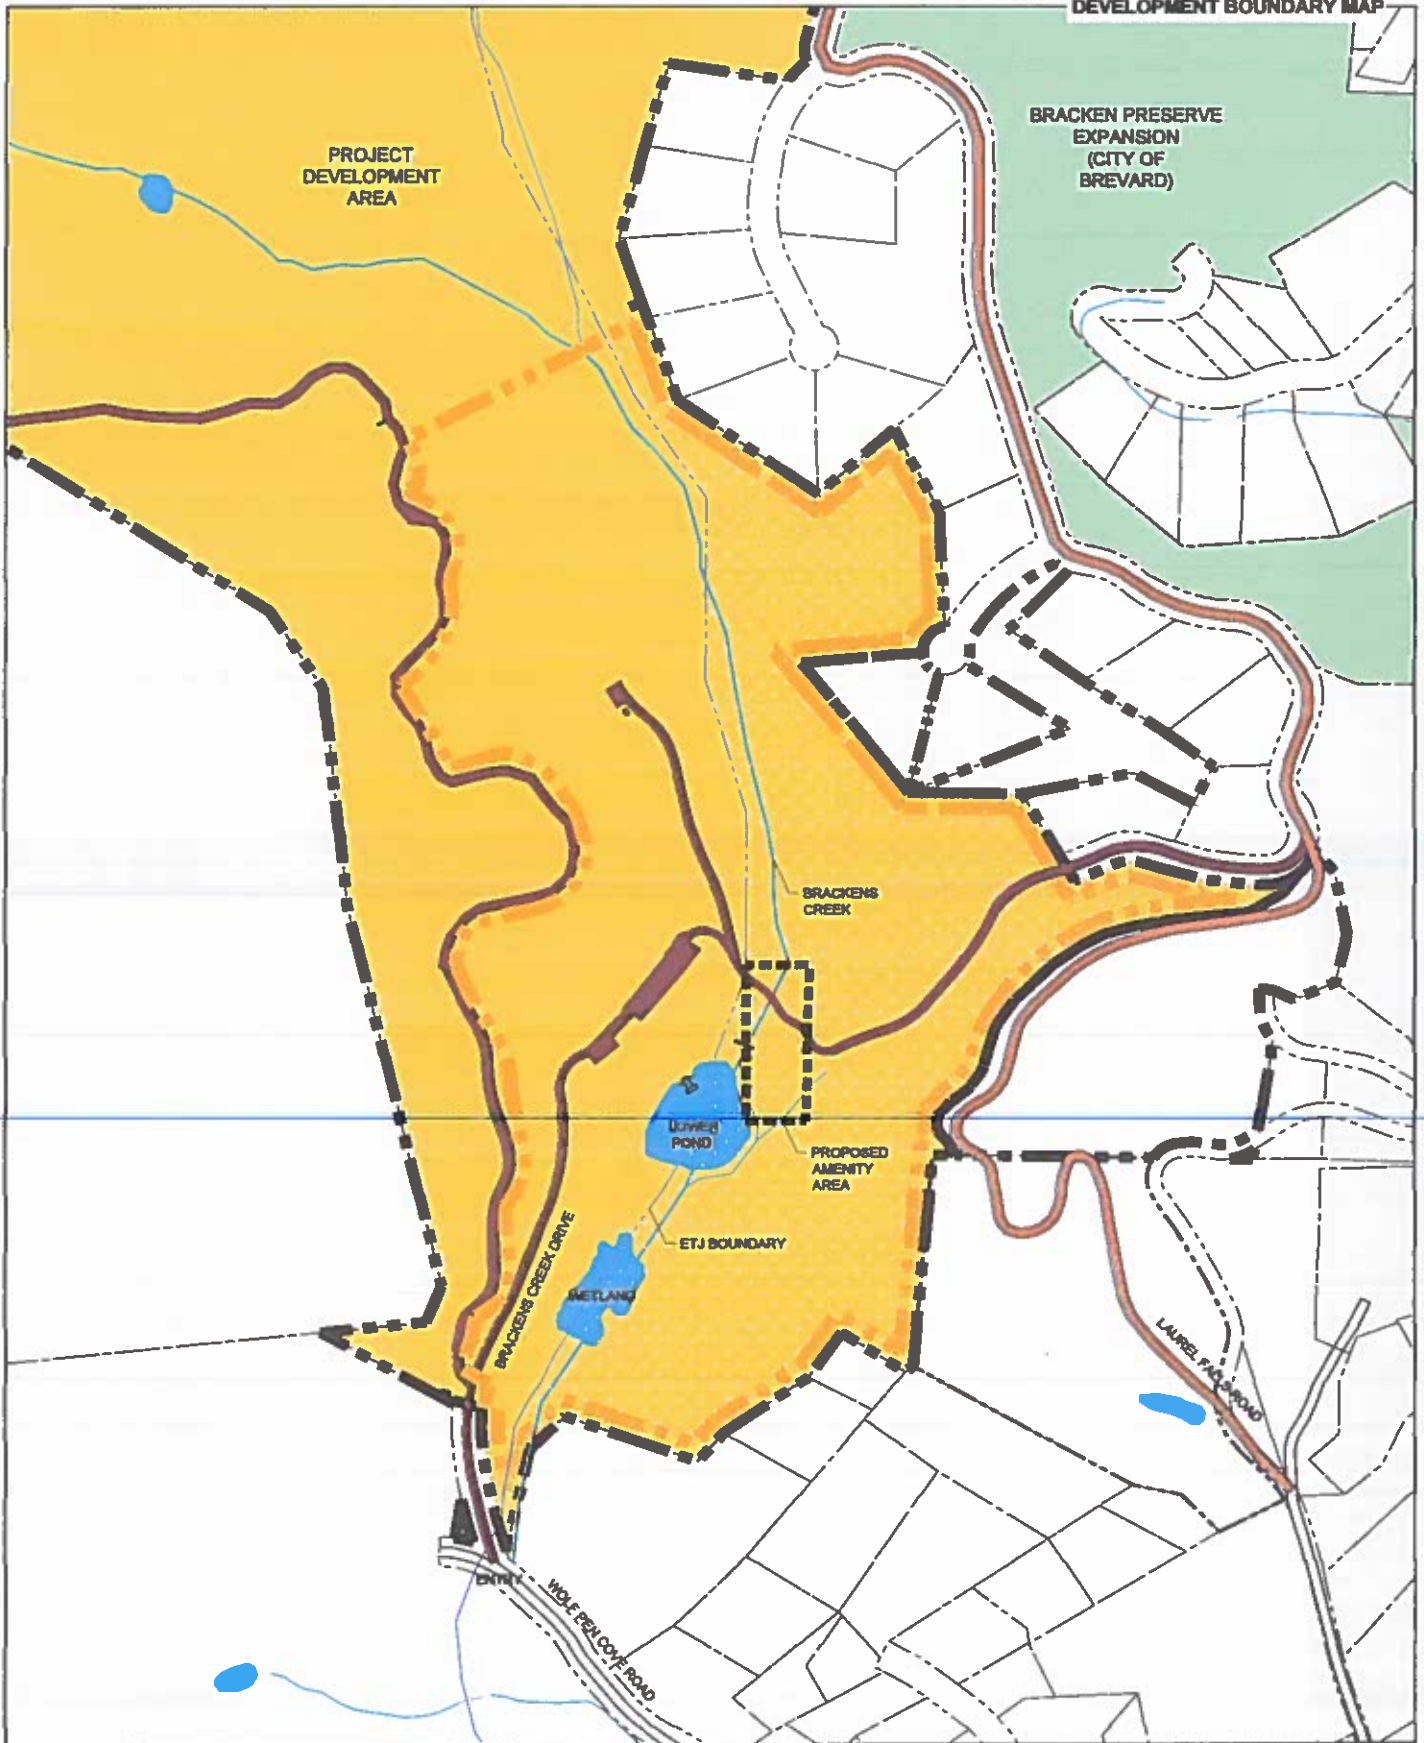 DEVELOPMENT BOUNDARY MAP
BRACKEN PRESERVE
EXPANSION
(CITY OF
BREVARD)
PROJECT
DEVELOPMENT
AREA
BRACKENS
CREEK
LOWER
POND
PROPOSED
AMENITY
AREA
ETJ BOUNDARY
BRACKENS CREEK DRIVE
WETLAND
LAUREL FALLS ROAD
ENTRY
WOLF PEN COVE ROAD